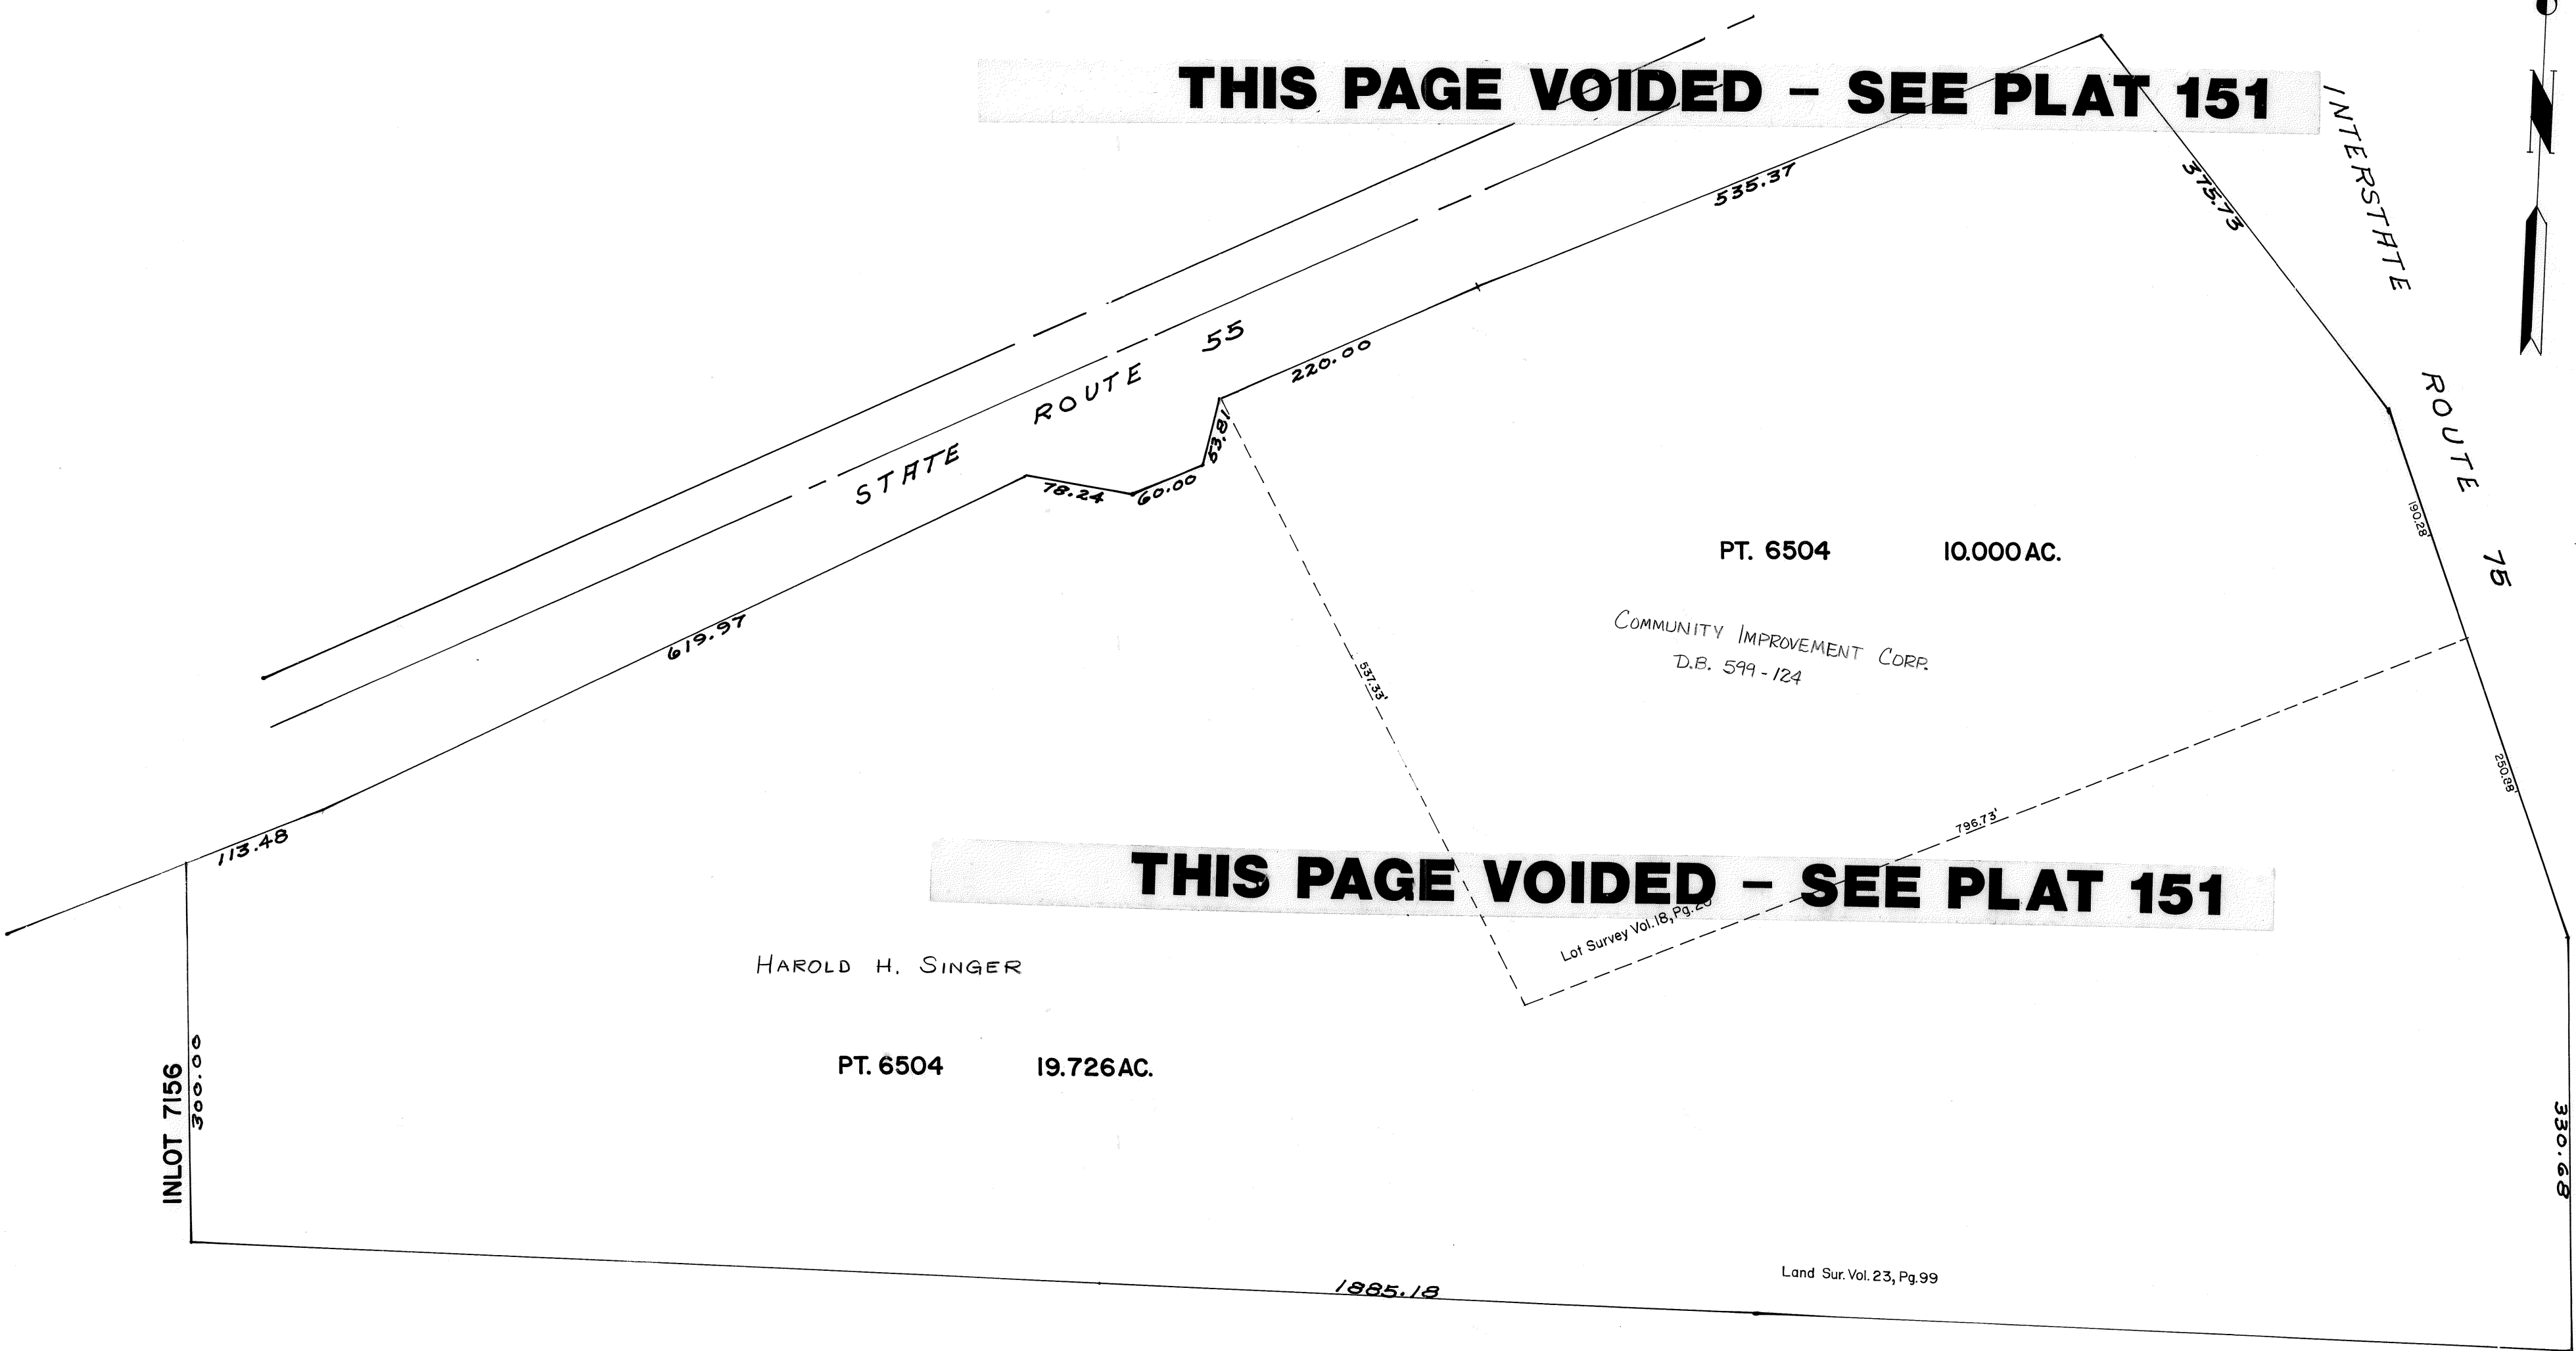 THIS PAGE VOIDED – SEE PLAT 151
N
INTERSTATE ROUTE 75
535.37
375.73
STATE ROUTE 55
220.00
53.81
78.24
60.00
190.28'
PT. 6504 10.000 AC.
COMMUNITY IMPROVEMENT CORP.
D.B. 599-124
619.97
537.33'
250.88'
796.73'
113.48
THIS PAGE VOIDED – SEE PLAT 151
Lot Survey Vol. 18, Pg.
HAROLD H. SINGER
PT. 6504 19.726 AC.
INLOT 7156
300.00
330.68
Land Sur. Vol. 23, Pg. 99
1885.18